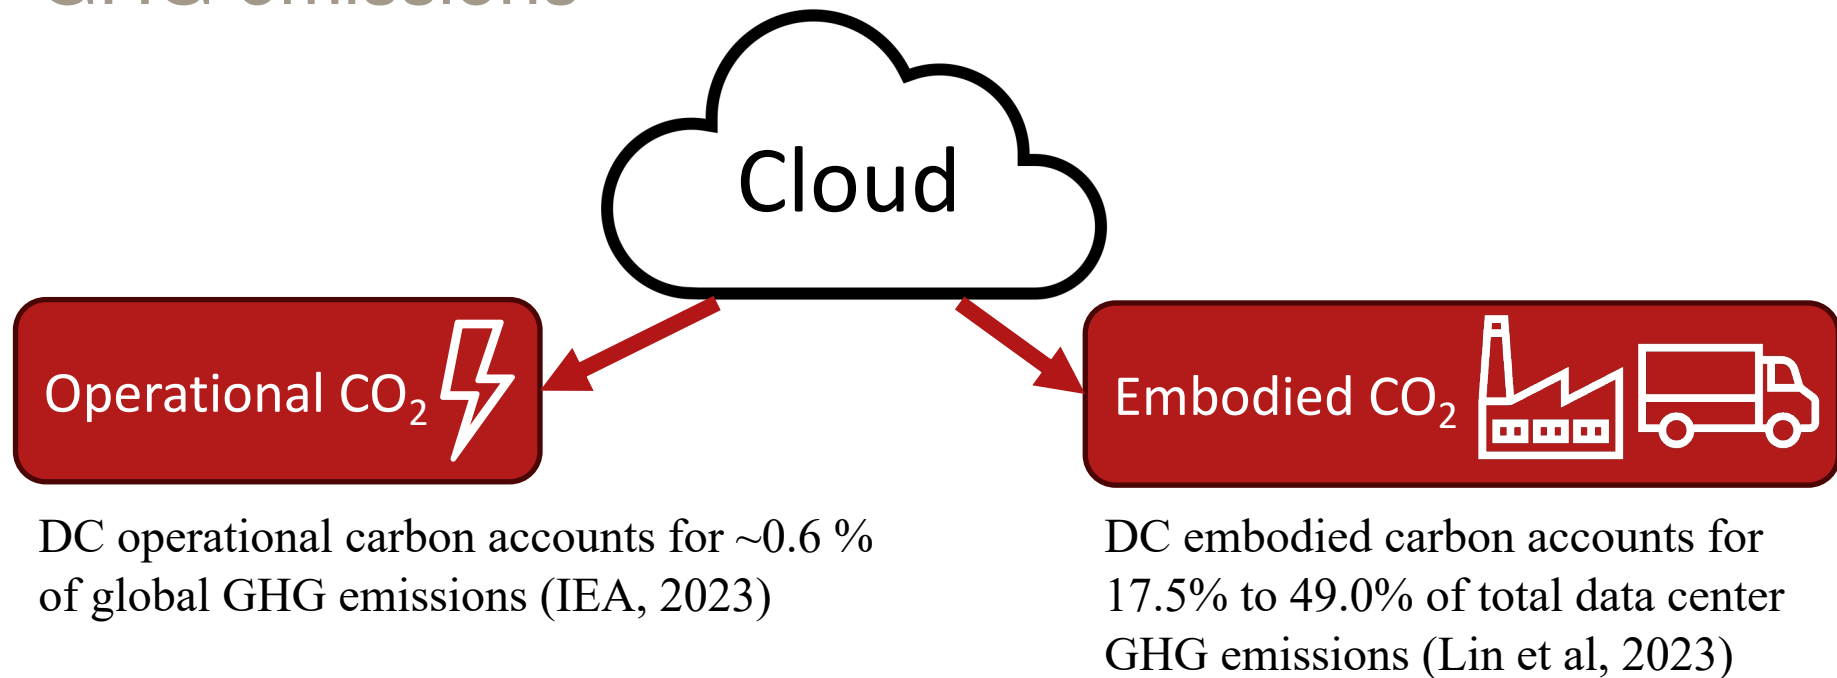 GHG emissions
Cloud
Operational CO₂
Embodied CO₂
DC operational carbon accounts for ~0.6 %
of global GHG emissions (IEA, 2023)
DC embodied carbon accounts for
17.5% to 49.0% of total data center
GHG emissions (Lin et al, 2023)